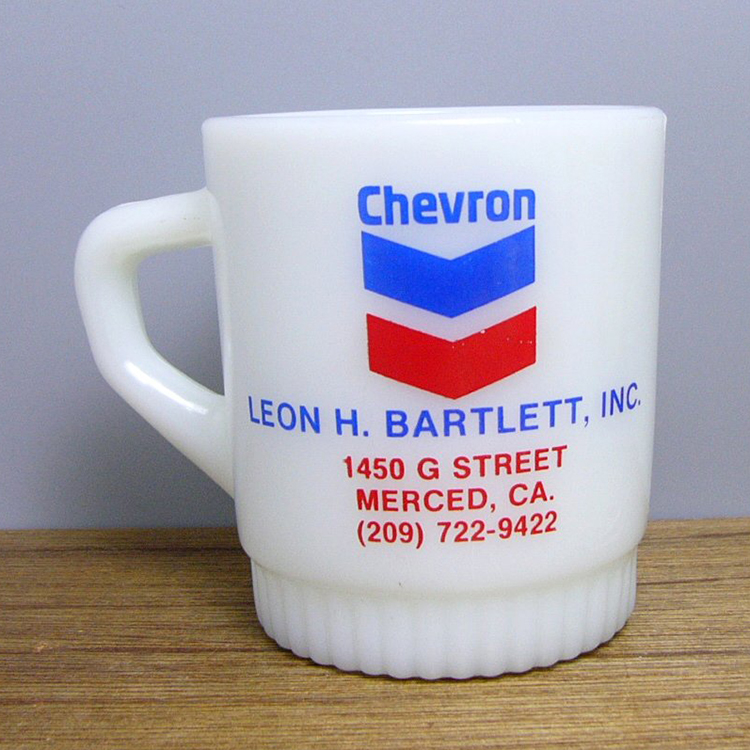 Chevron
LEON H. BARTLETT, INC.
1450 G STREET
MERCED, CA.
(209) 722-9422